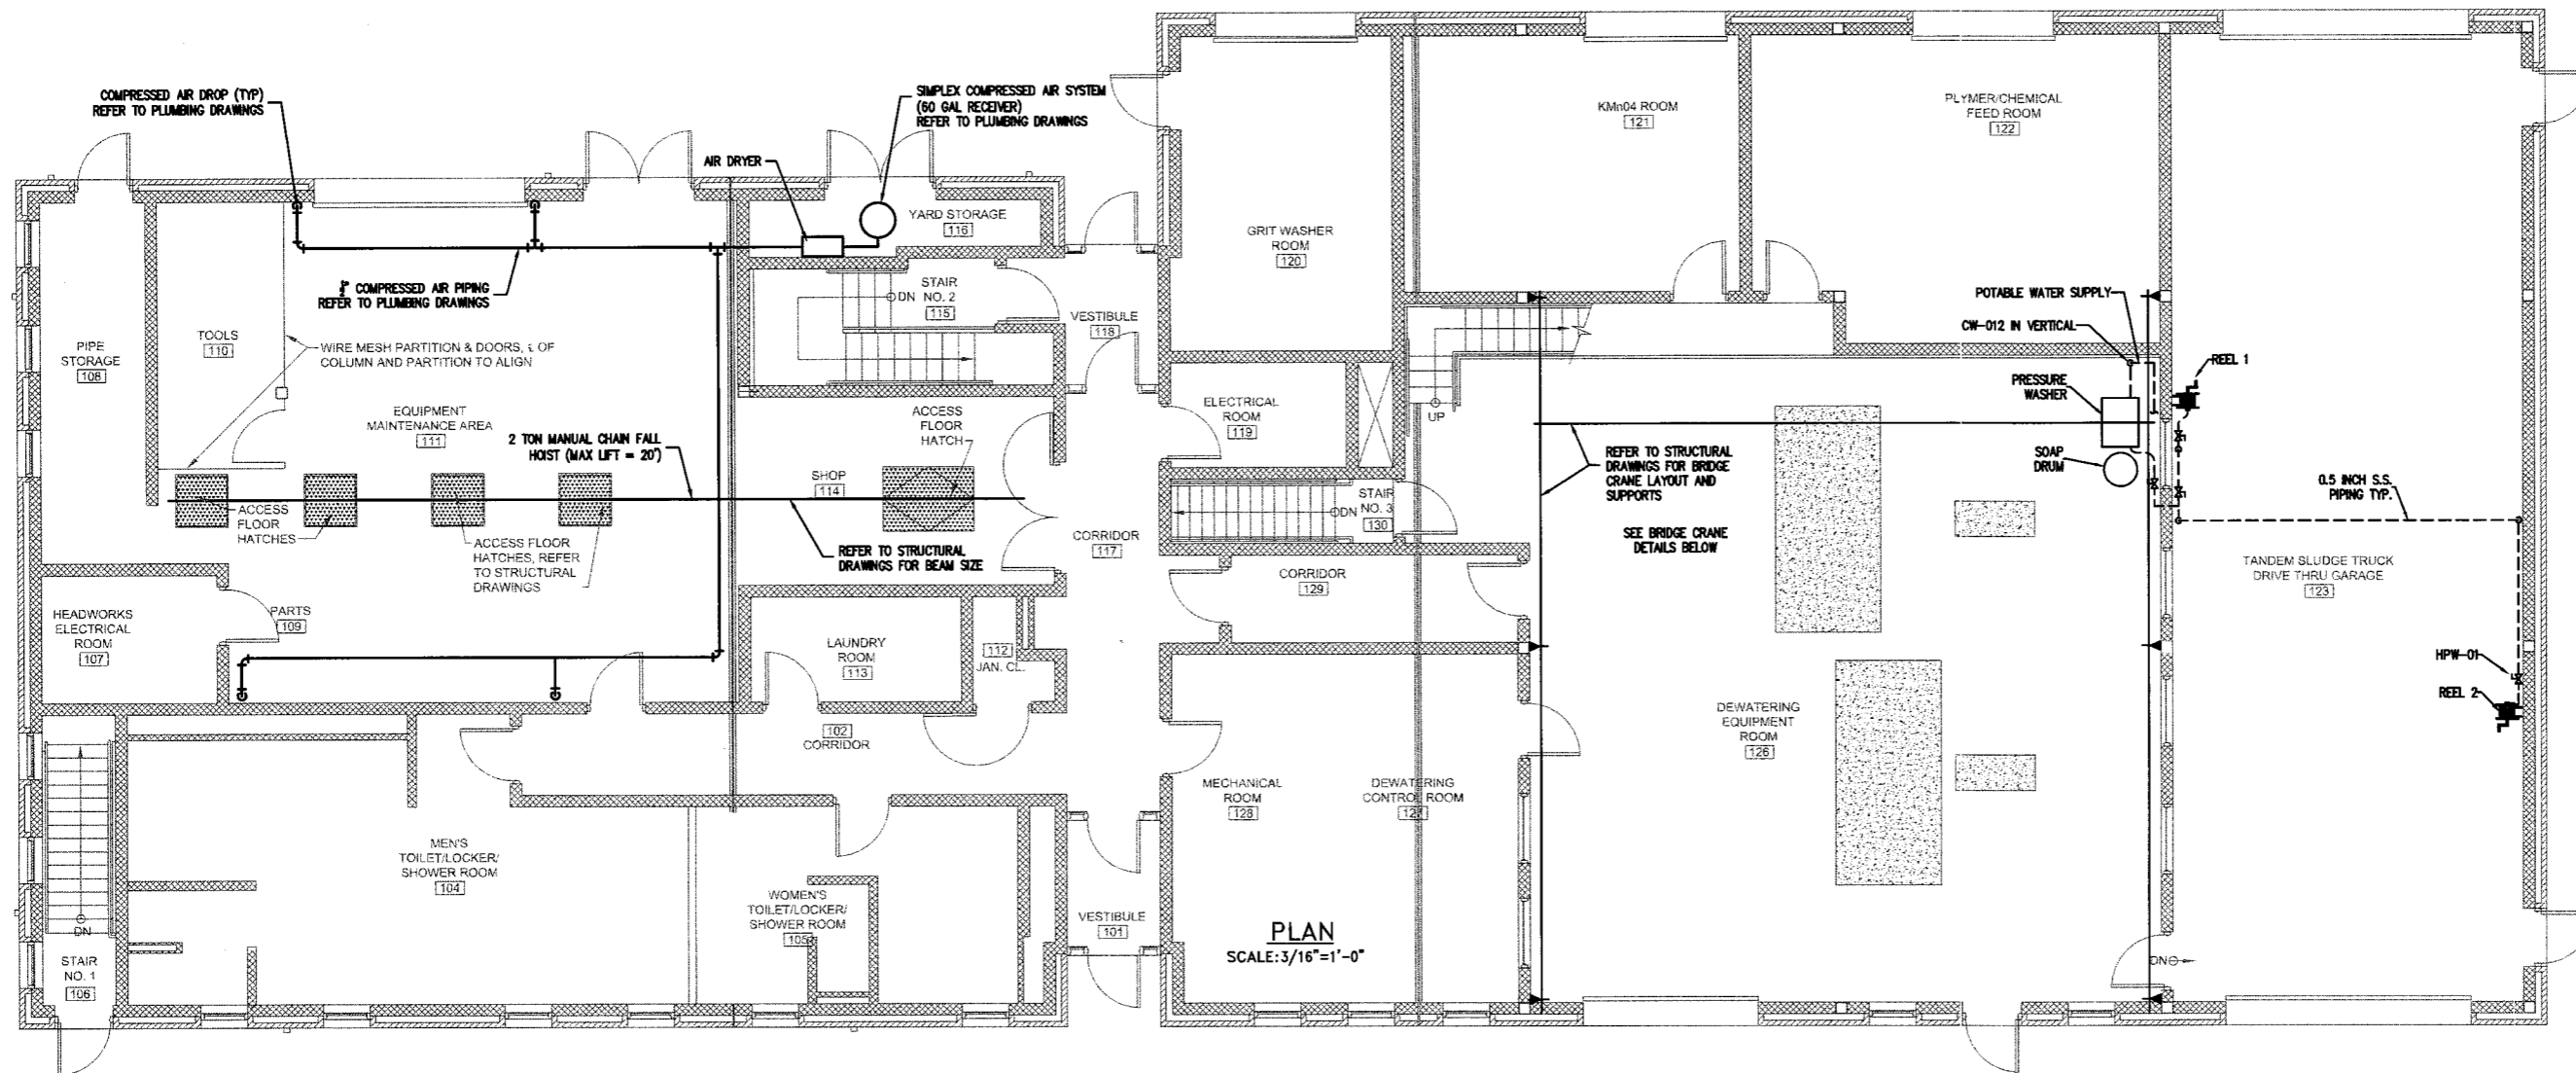 COMPRESSED AIR DROP (TYP)
REFER TO PLUMBING DRAWINGS
SIMPLEX COMPRESSED AIR SYSTEM
(60 GAL RECEIVER)
REFER TO PLUMBING DRAWINGS
AIR DRYER
YARD STORAGE
116
COMPRESSED AIR PIPING
REFER TO PLUMBING DRAWINGS
STAIR
NO. 2
115
DN
VESTIBULE
118
PIPE
STORAGE
108
TOOLS
110
WIRE MESH PARTITION & DOORS, ℄ OF
COLUMN AND PARTITION TO ALIGN
EQUIPMENT
MAINTENANCE AREA
111
2 TON MANUAL CHAIN FALL
HOIST (MAX LIFT = 20')
ACCESS
FLOOR
HATCH
SHOP
114
ACCESS
FLOOR
HATCHES
ACCESS FLOOR
HATCHES, REFER
TO STRUCTURAL
DRAWINGS
REFER TO STRUCTURAL
DRAWINGS FOR BEAM SIZE
CORRIDOR
117
HEADWORKS
ELECTRICAL
ROOM
107
PARTS
109
LAUNDRY
ROOM
113
112
JAN. CL.
102
CORRIDOR
MEN'S
TOILET/LOCKER/
SHOWER ROOM
104
WOMEN'S
TOILET/LOCKER/
SHOWER ROOM
105
DN
STAIR
NO. 1
106
VESTIBULE
101
GRIT WASHER
ROOM
120
KMn04 ROOM
121
PLYMER/CHEMICAL
FEED ROOM
122
ELECTRICAL
ROOM
119
UP
STAIR
NO. 3
130
DN
CORRIDOR
129
POTABLE WATER SUPPLY
CW-012 IN VERTICAL
PRESSURE
WASHER
SOAP
DRUM
REEL 1
REFER TO STRUCTURAL
DRAWINGS FOR BRIDGE
CRANE LAYOUT AND
SUPPORTS
SEE BRIDGE CRANE
DETAILS BELOW
0.5 INCH S.S.
PIPING TYP.
TANDEM SLUDGE TRUCK
DRIVE THRU GARAGE
123
HPW-01
REEL 2
MECHANICAL
ROOM
128
DEWATERING
CONTROL ROOM
127
DEWATERING
EQUIPMENT
ROOM
126
DN
PLAN
SCALE: 3/16"=1'-0"